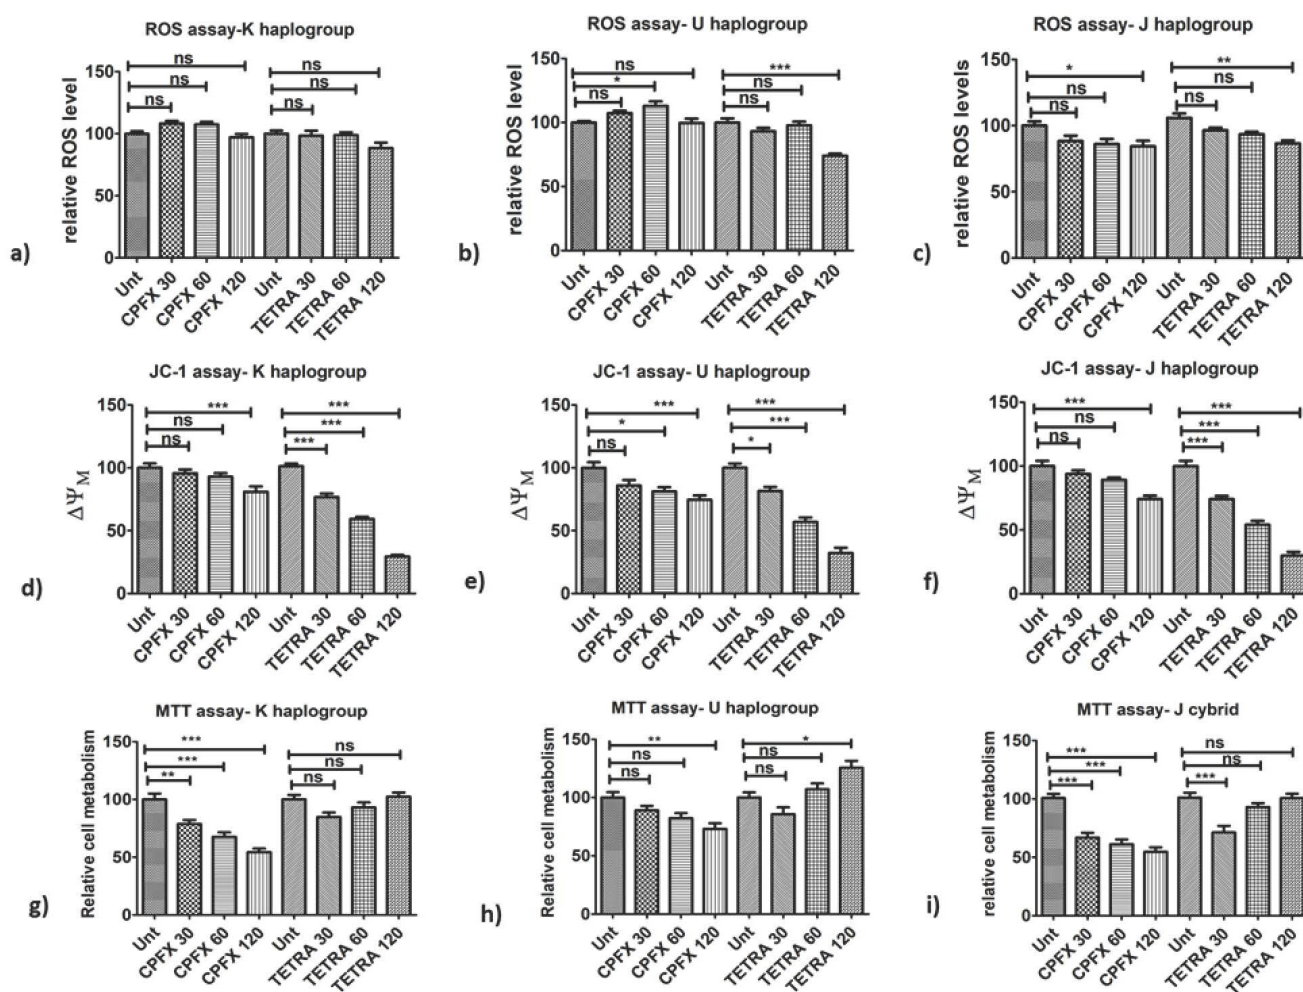 ROS assay-K haplogroup
relative ROS level
150
100
50
0
ns
ns
ns
ns
ns
ns
Unt
CPFX 30
CPFX 60
CPFX 120
Unt
TETRA 30
TETRA 60
TETRA 120
a)
ROS assay- U haplogroup
relative ROS level
150
100
50
0
ns
*
ns
***
ns
ns
Unt
CPFX 30
CPFX 60
CPFX 120
Unt
TETRA 30
TETRA 60
TETRA 120
b)
ROS assay- J haplogroup
relative ROS levels
150
100
50
0
*
ns
ns
**
ns
ns
Unt
CPFX 30
CPFX 60
CPFX 120
Unt
TETRA 30
TETRA 60
TETRA 120
c)
JC-1 assay- K haplogroup
ΔΨM
150
100
50
0
***
ns
ns
***
***
***
Unt
CPFX 30
CPFX 60
CPFX 120
Unt
TETRA 30
TETRA 60
TETRA 120
d)
JC-1 assay- U haplogroup
ΔΨM
150
100
50
0
***
*
ns
***
***
*
Unt
CPFX 30
CPFX 60
CPFX 120
Unt
TETRA 30
TETRA 60
TETRA 120
e)
JC-1 assay- J haplogroup
ΔΨM
150
100
50
0
***
ns
ns
***
***
***
Unt
CPFX 30
CPFX 60
CPFX 120
Unt
TETRA 30
TETRA 60
TETRA 120
f)
MTT assay- K haplogroup
Relative cell metabolism
150
100
50
0
***
***
**
ns
ns
ns
Unt
CPFX 30
CPFX 60
CPFX 120
Unt
TETRA 30
TETRA 60
TETRA 120
g)
MTT assay- U haplogroup
Relative cell metabolism
150
100
50
0
**
ns
ns
*
ns
ns
Unt
CPFX 30
CPFX 60
CPFX 120
Unt
TETRA 30
TETRA 60
TETRA 120
h)
MTT assay- J cybrid
relative cell metabolism
150
100
50
0
***
***
***
ns
ns
***
Unt
CPFX 30
CPFX 60
CPFX 120
Unt
TETRA 30
TETRA 60
TETRA 120
i)